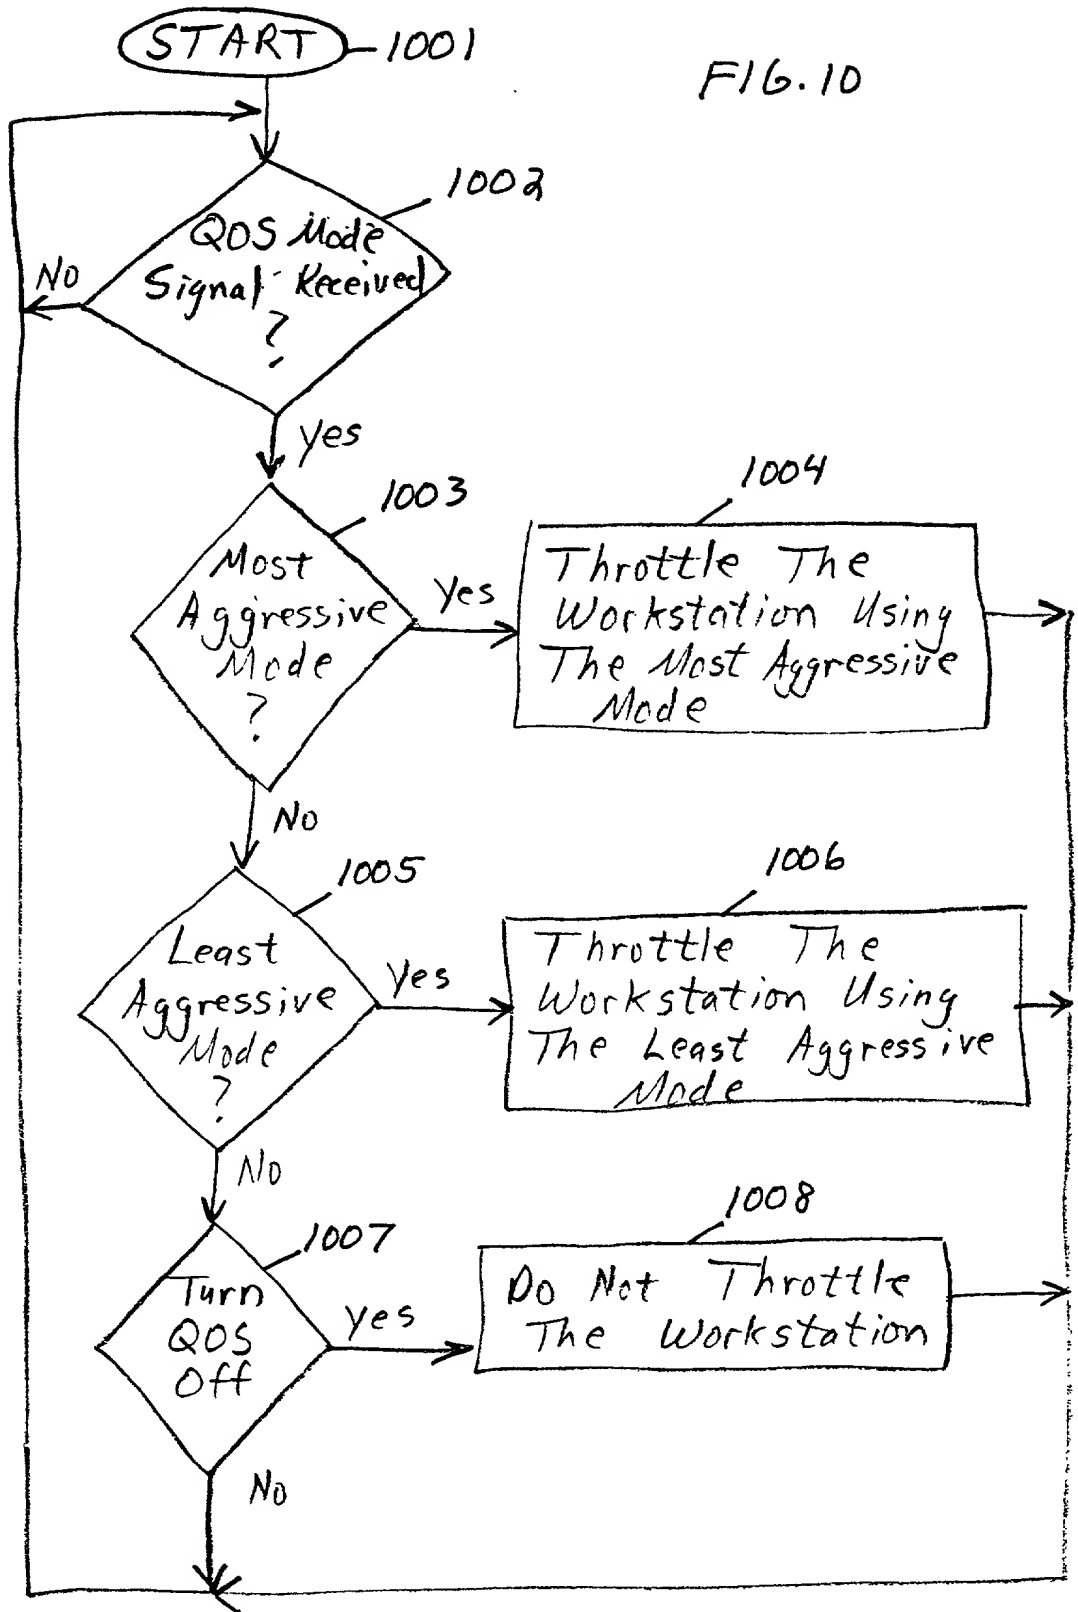 START
1001
FIG. 10
1002
QOS Mode
Signal Received
?
No
Yes
1003
Most
Aggressive
Mode
?
Yes
1004
Throttle The
Workstation Using
The Most Aggressive
Mode
No
1005
Least
Aggressive
Mode
?
Yes
1006
Throttle The
Workstation Using
The Least Aggressive
Mode
No
1007
Turn
QOS
Off
Yes
1008
Do Not Throttle
The Workstation
No